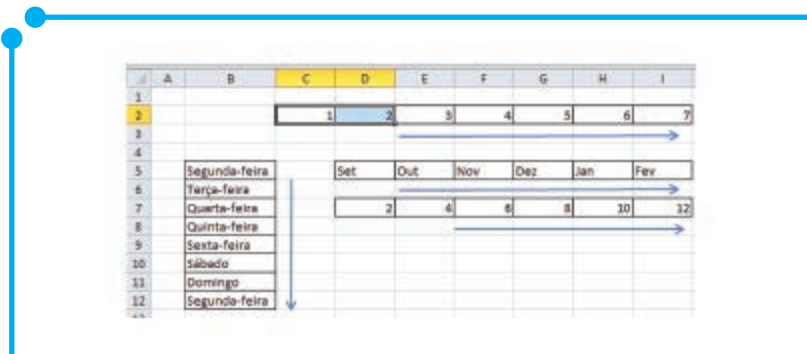 A B C D E F G H I
1
2 1 2 3 4 5 6 7
3
4
5 Segunda-feira Set Out Nov Dez Jan Fev
6 Terça-feira
7 Quarta-feira 2 4 6 8 10 12
8 Quinta-feira
9 Sexta-feira
10 Sábado
11 Domingo
12 Segunda-feira